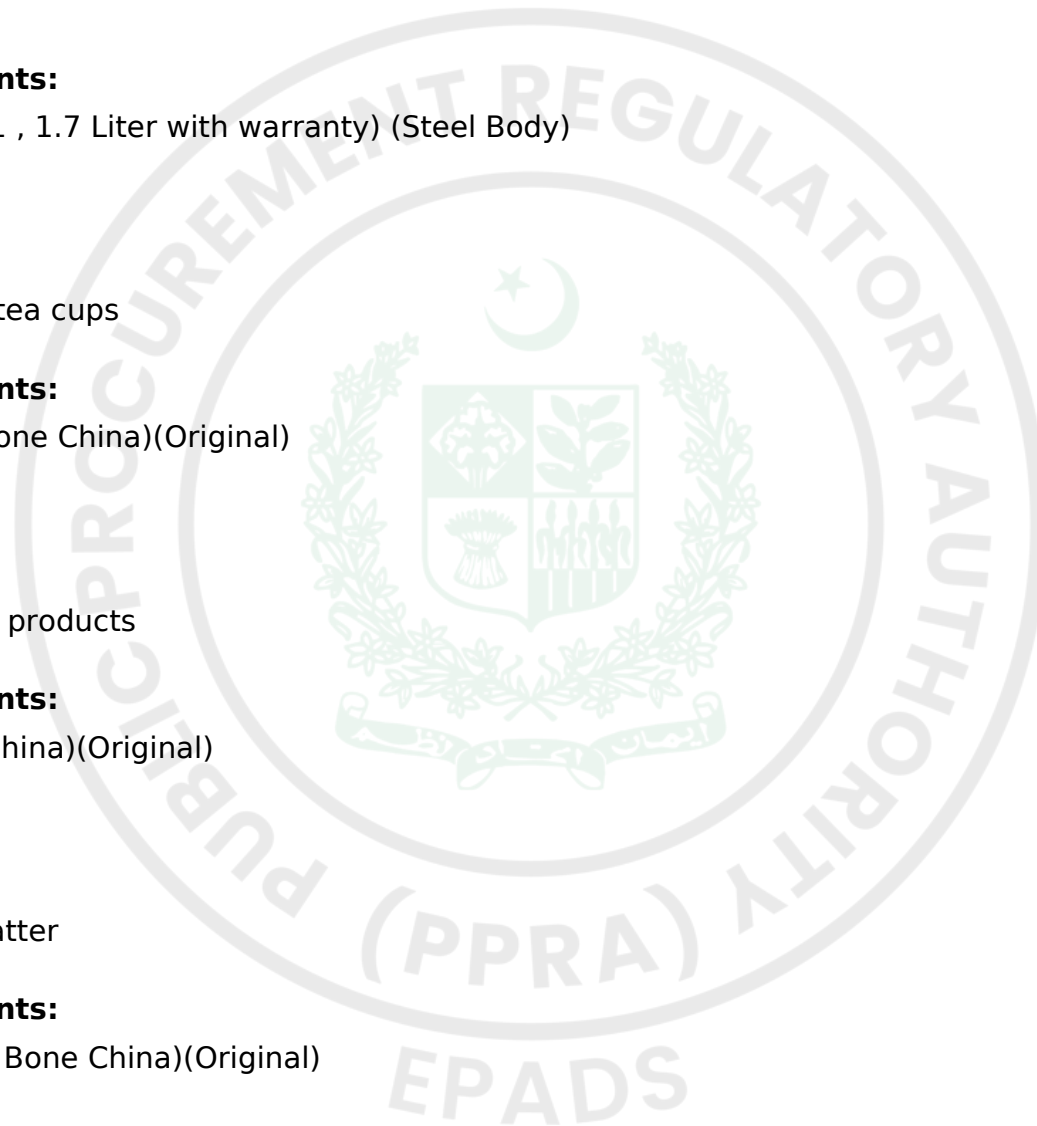 nts:
, 1.7 Liter with warranty) (Steel Body)
tea cups
nts:
one China)(Original)
products
nts:
hina)(Original)
atter
nts:
Bone China)(Original)
PUBLIC PROCUREMENT REGULATORY AUTHORITY
(PPRA)
EPADS